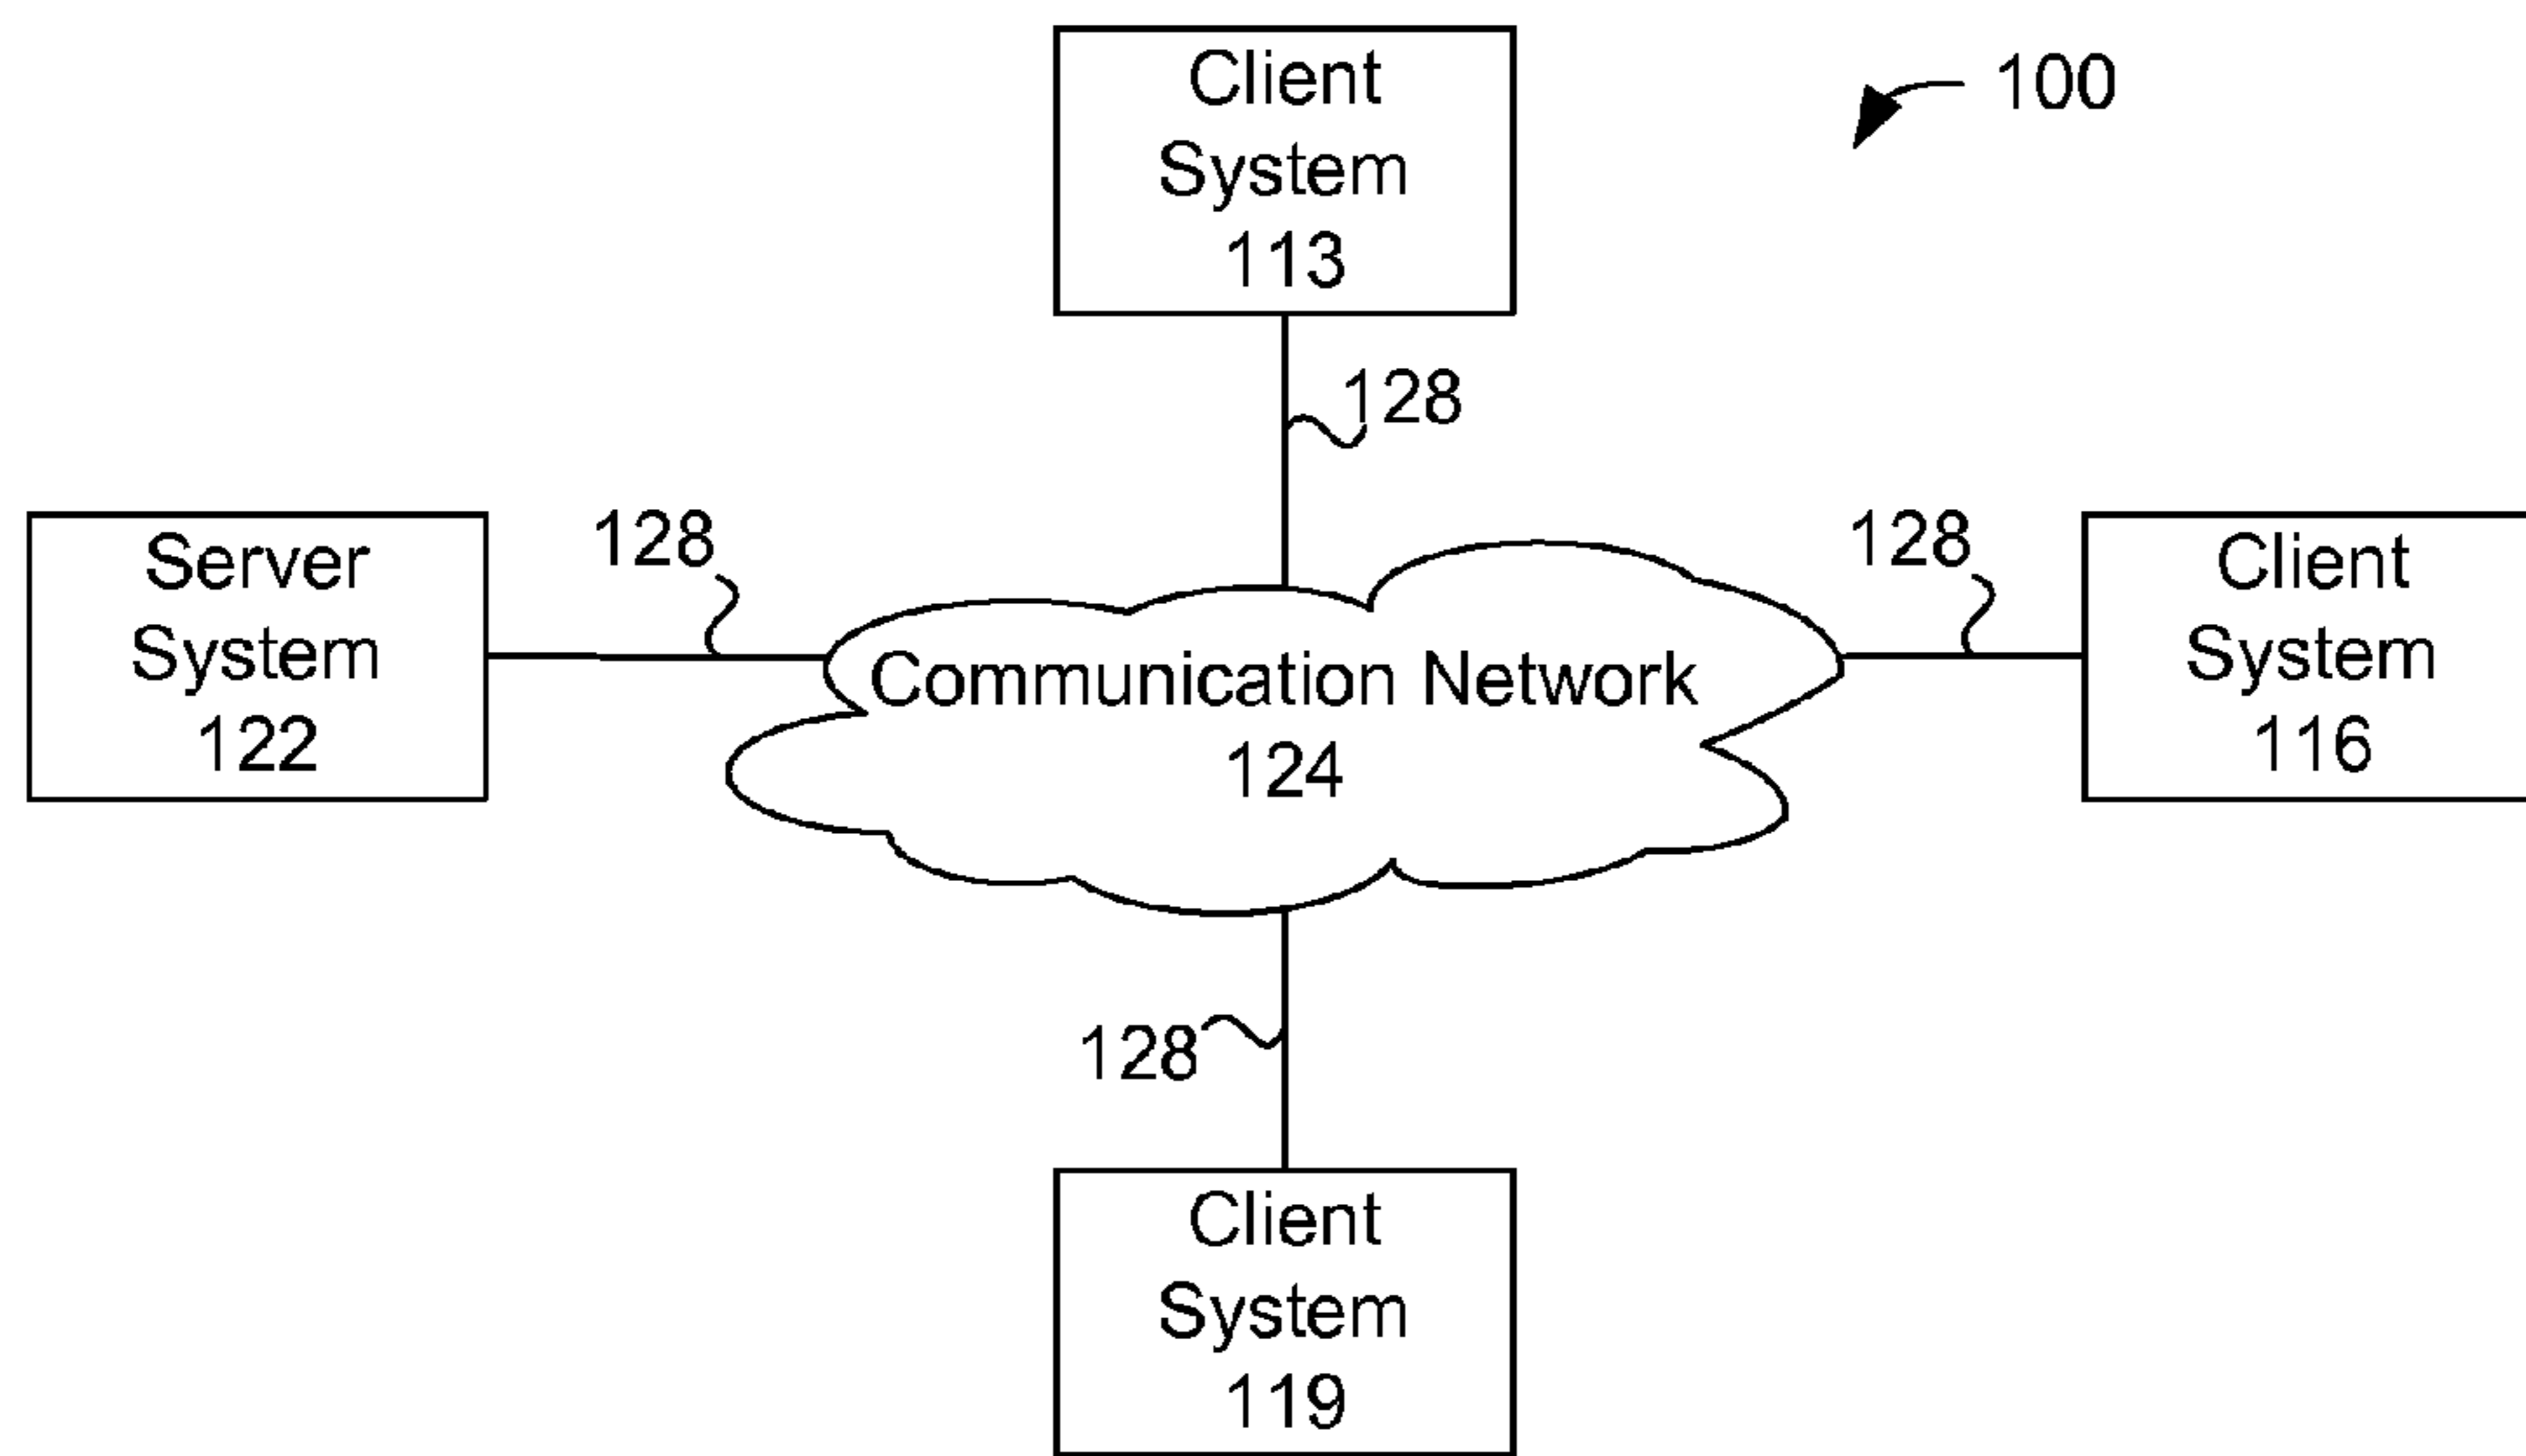 Client
System
113
100
128
Server
System
122
128
128
Client
System
116
Communication Network
124
128
Client
System
119